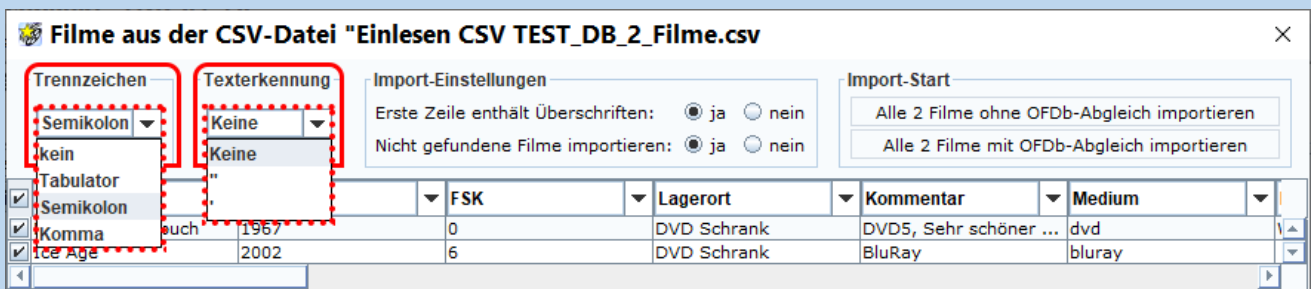 Filme aus der CSV-Datei "Einlesen CSV TEST_DB_2_Filme.csv
Trennzeichen
Semikolon
kein
Tabulator
Semikolon
Komma
Texterkennung
Keine
Keine
"
'
Import-Einstellungen
Erste Zeile enthält Überschriften: ja nein
Nicht gefundene Filme importieren: ja nein
Import-Start
Alle 2 Filme ohne OFDb-Abgleich importieren
Alle 2 Filme mit OFDb-Abgleich importieren
FSK Lagerort Kommentar Medium
1967 0 DVD Schrank DVD5, Sehr schöner ... dvd
Ice Age 2002 6 DVD Schrank BluRay bluray